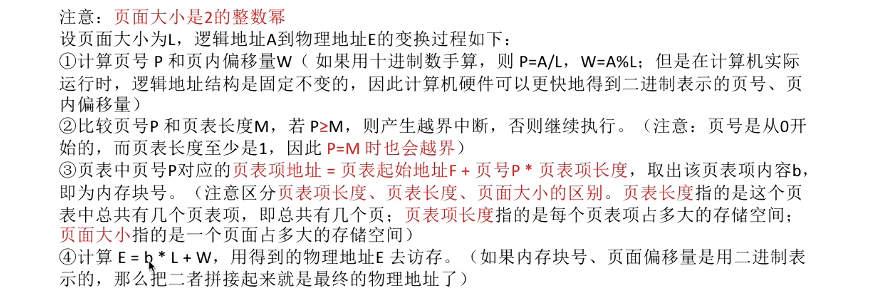 注意：页面大小是2的整数幂
设页面大小为L，逻辑地址A到物理地址E的变换过程如下：
①计算页号 P 和页内偏移量W（ 如果用十进制数手算，则 P=A/L，W=A%L；但是在计算机实际
运行时，逻辑地址结构是固定不变的，因此计算机硬件可以更快地得到二进制表示的页号、页
内偏移量）
②比较页号P 和页表长度M，若 P≥M，则产生越界中断，否则继续执行。（注意：页号是从0开
始的，而页表长度至少是1，因此 P=M 时也会越界）
③页表中页号P对应的页表项地址 = 页表起始地址F + 页号P * 页表项长度，取出该页表项内容b，
即为内存块号。（注意区分页表项长度、页表长度、页面大小的区别。页表长度指的是这个页
表中总共有几个页表项，即总共有几个页；页表项长度指的是每个页表项占多大的存储空间；
页面大小指的是一个页面占多大的存储空间）
④计算 E = b * L + W，用得到的物理地址E 去访存。（如果内存块号、页面偏移量是用二进制表
示的，那么把二者拼接起来就是最终的物理地址了）